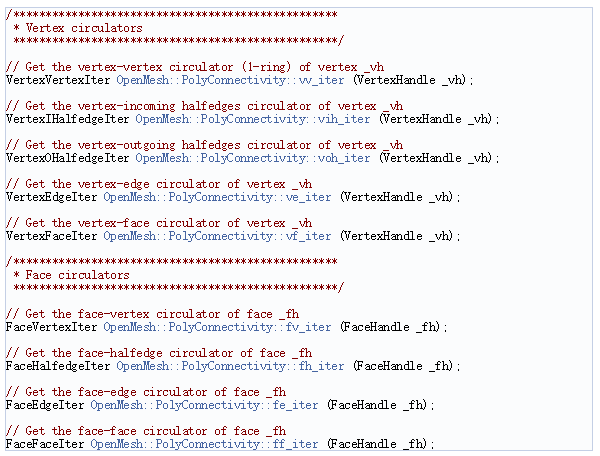 /**************************************************
 * Vertex circulators
 **************************************************/
// Get the vertex-vertex circulator (1-ring) of vertex _vh
VertexVertexIter OpenMesh::PolyConnectivity::vv_iter (VertexHandle _vh);
// Get the vertex-incoming halfedges circulator of vertex _vh
VertexIHalfedgeIter OpenMesh::PolyConnectivity::vih_iter (VertexHandle _vh);
// Get the vertex-outgoing halfedges circulator of vertex _vh
VertexOHalfedgeIter OpenMesh::PolyConnectivity::voh_iter (VertexHandle _vh);
// Get the vertex-edge circulator of vertex _vh
VertexEdgeIter OpenMesh::PolyConnectivity::ve_iter (VertexHandle _vh);
// Get the vertex-face circulator of vertex _vh
VertexFaceIter OpenMesh::PolyConnectivity::vf_iter (VertexHandle _vh);
/**************************************************
 * Face circulators
 **************************************************/
// Get the face-vertex circulator of face _fh
FaceVertexIter OpenMesh::PolyConnectivity::fv_iter (FaceHandle _fh);
// Get the face-halfedge circulator of face _fh
FaceHalfedgeIter OpenMesh::PolyConnectivity::fh_iter (FaceHandle _fh);
// Get the face-edge circulator of face _fh
FaceEdgeIter OpenMesh::PolyConnectivity::fe_iter (FaceHandle _fh);
// Get the face-face circulator of face _fh
FaceFaceIter OpenMesh::PolyConnectivity::ff_iter (FaceHandle _fh);